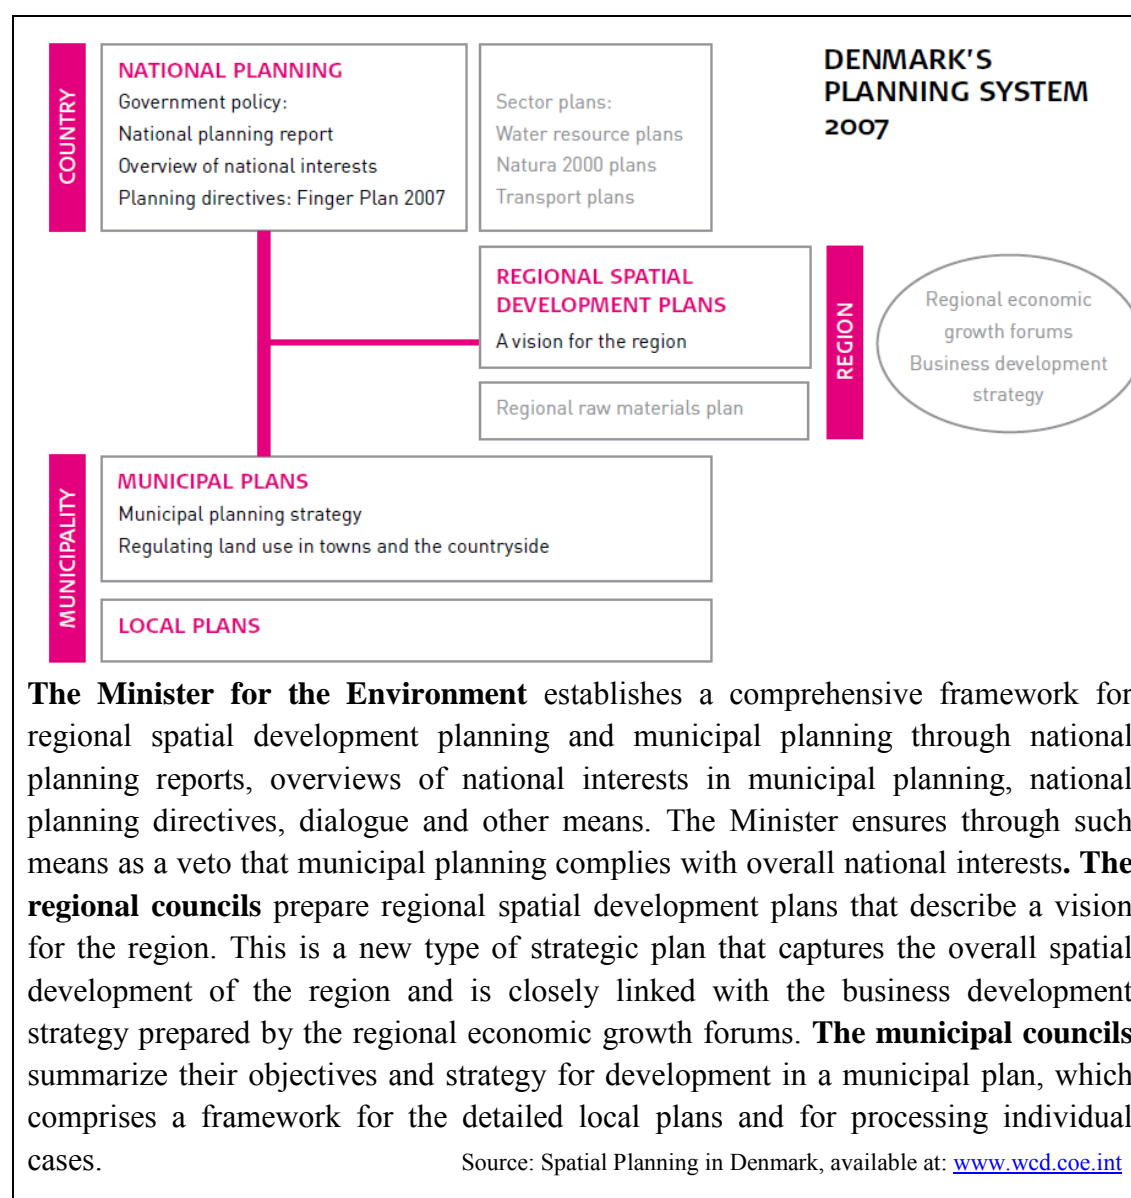 DENMARK'S
PLANNING SYSTEM
2007
COUNTRY
NATIONAL PLANNING
Government policy:
National planning report
Overview of national interests
Planning directives: Finger Plan 2007
Sector plans:
Water resource plans
Natura 2000 plans
Transport plans
REGIONAL SPATIAL
DEVELOPMENT PLANS
A vision for the region
Regional raw materials plan
REGION
Regional economic
growth forums
Business development
strategy
MUNICIPALITY
MUNICIPAL PLANS
Municipal planning strategy
Regulating land use in towns and the countryside
LOCAL PLANS
The Minister for the Environment establishes a comprehensive framework for
regional spatial development planning and municipal planning through national
planning reports, overviews of national interests in municipal planning, national
planning directives, dialogue and other means. The Minister ensures through such
means as a veto that municipal planning complies with overall national interests. The
regional councils prepare regional spatial development plans that describe a vision
for the region. This is a new type of strategic plan that captures the overall spatial
development of the region and is closely linked with the business development
strategy prepared by the regional economic growth forums. The municipal councils
summarize their objectives and strategy for development in a municipal plan, which
comprises a framework for the detailed local plans and for processing individual
cases. Source: Spatial Planning in Denmark, available at: www.wcd.coe.int